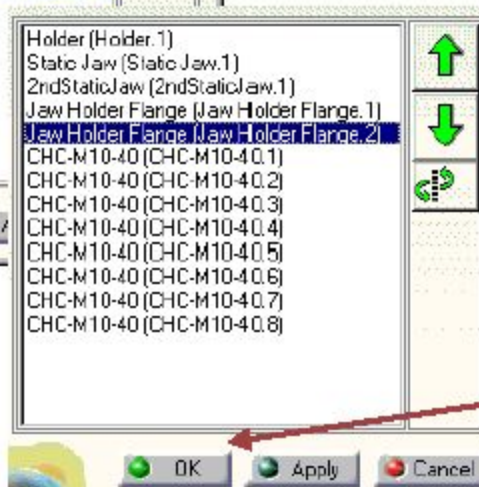 Holder (Holder.1)
Static Jaw (Static Jaw.1)
2ndStaticJaw (2ndStaticJaw.1)
Jaw Holder Flange (Jaw Holder Flange.1)
Jaw Holder Flange (Jaw Holder Flange.2)
CHC-M10-40 (CHC-M10-40.1)
CHC-M10-40 (CHC-M10-40.2)
CHC-M10-40 (CHC-M10-40.3)
CHC-M10-40 (CHC-M10-40.4)
CHC-M10-40 (CHC-M10-40.5)
CHC-M10-40 (CHC-M10-40.6)
CHC-M10-40 (CHC-M10-40.7)
CHC-M10-40 (CHC-M10-40.8)
OK Apply Cancel